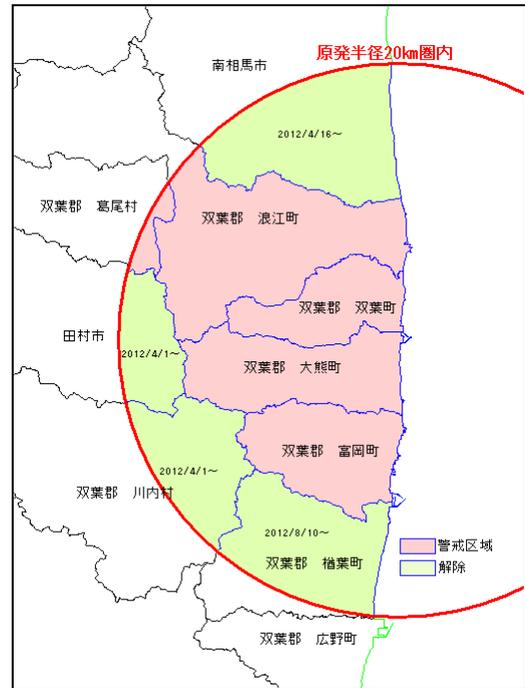 原発半径20km圏内
南相馬市
2012/4/16～
双葉郡　葛尾村
双葉郡　浪江町
双葉郡　双葉町
田村市
2012/4/1～
双葉郡　大熊町
双葉郡　富岡町
2012/4/1～
双葉郡　川内村
2012/8/10～
双葉郡　楢葉町
警戒区域
解除
双葉郡　広野町